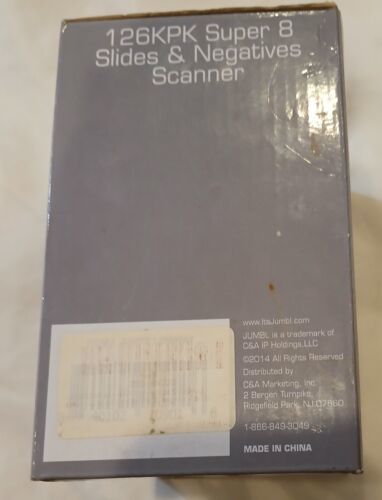 126KPK Super 8
Slides & Negatives
Scanner
www.ItsJumbl.com
JUMBL is a trademark of
C&A IP Holdings,LLC
©2014 All Rights Reserved
Distributed by
C&A Marketing, Inc.
2 Bergen Turnpike,
Ridgefield Park, NJ 07660
1-866-849-3049
MADE IN CHINA